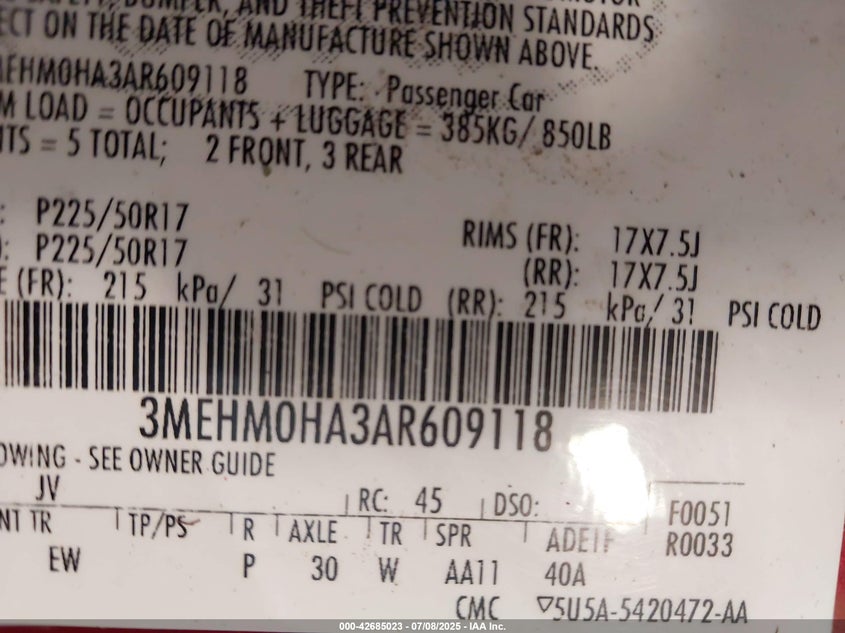 SAFETY, BUMPER, AND THEFT PREVENTION STANDARDS
ECT ON THE DATE OF MANUFACTURE SHOWN ABOVE.
MEHM0HA3AR609118 TYPE: Passenger Car
M LOAD = OCCUPANTS + LUGGAGE = 385KG/ 850LB
NTS = 5 TOTAL; 2 FRONT, 3 REAR
: P225/50R17 RIMS (FR): 17X7.5J
): P225/50R17 (RR): 17X7.5J
E (FR): 215 kPa/ 31 PSI COLD (RR): 215 kPa/ 31 PSI COLD
3MEHM0HA3AR609118
OWING - SEE OWNER GUIDE
JV RC: 45 DSO: F0051
NT TR TP/PS R AXLE TR SPR ADEIF R0033
EW P 30 W AA11 40A
CMC ▽5U5A-5420472-AA
000-42685023 - 07/08/2025 - IAA Inc.